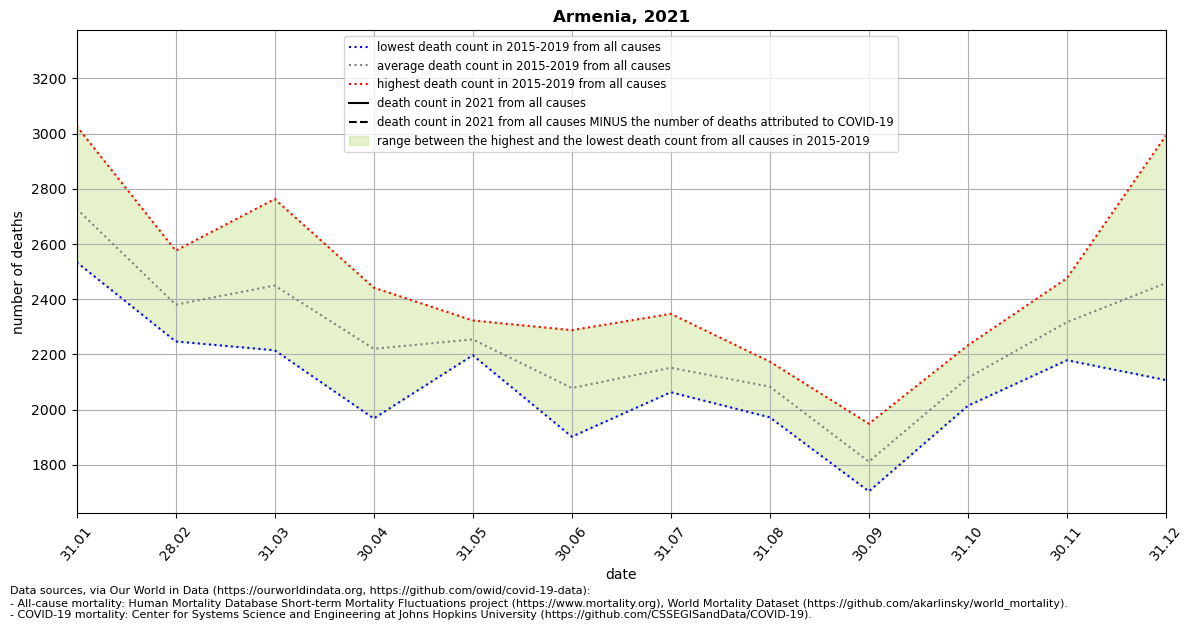 Armenia, 2021
lowest death count in 2015-2019 from all causes
average death count in 2015-2019 from all causes
highest death count in 2015-2019 from all causes
death count in 2021 from all causes
death count in 2021 from all causes MINUS the number of deaths attributed to COVID-19
range between the highest and the lowest death count from all causes in 2015-2019
number of deaths
3200
3000
2800
2600
2400
2200
2000
1800
31.01
28.02
31.03
30.04
31.05
30.06
31.07
31.08
30.09
31.10
30.11
31.12
date
Data sources, via Our World in Data (https://ourworldindata.org, https://github.com/owid/covid-19-data):
- All-cause mortality: Human Mortality Database Short-term Mortality Fluctuations project (https://www.mortality.org), World Mortality Dataset (https://github.com/akarlinsky/world_mortality).
- COVID-19 mortality: Center for Systems Science and Engineering at Johns Hopkins University (https://github.com/CSSEGISandData/COVID-19).